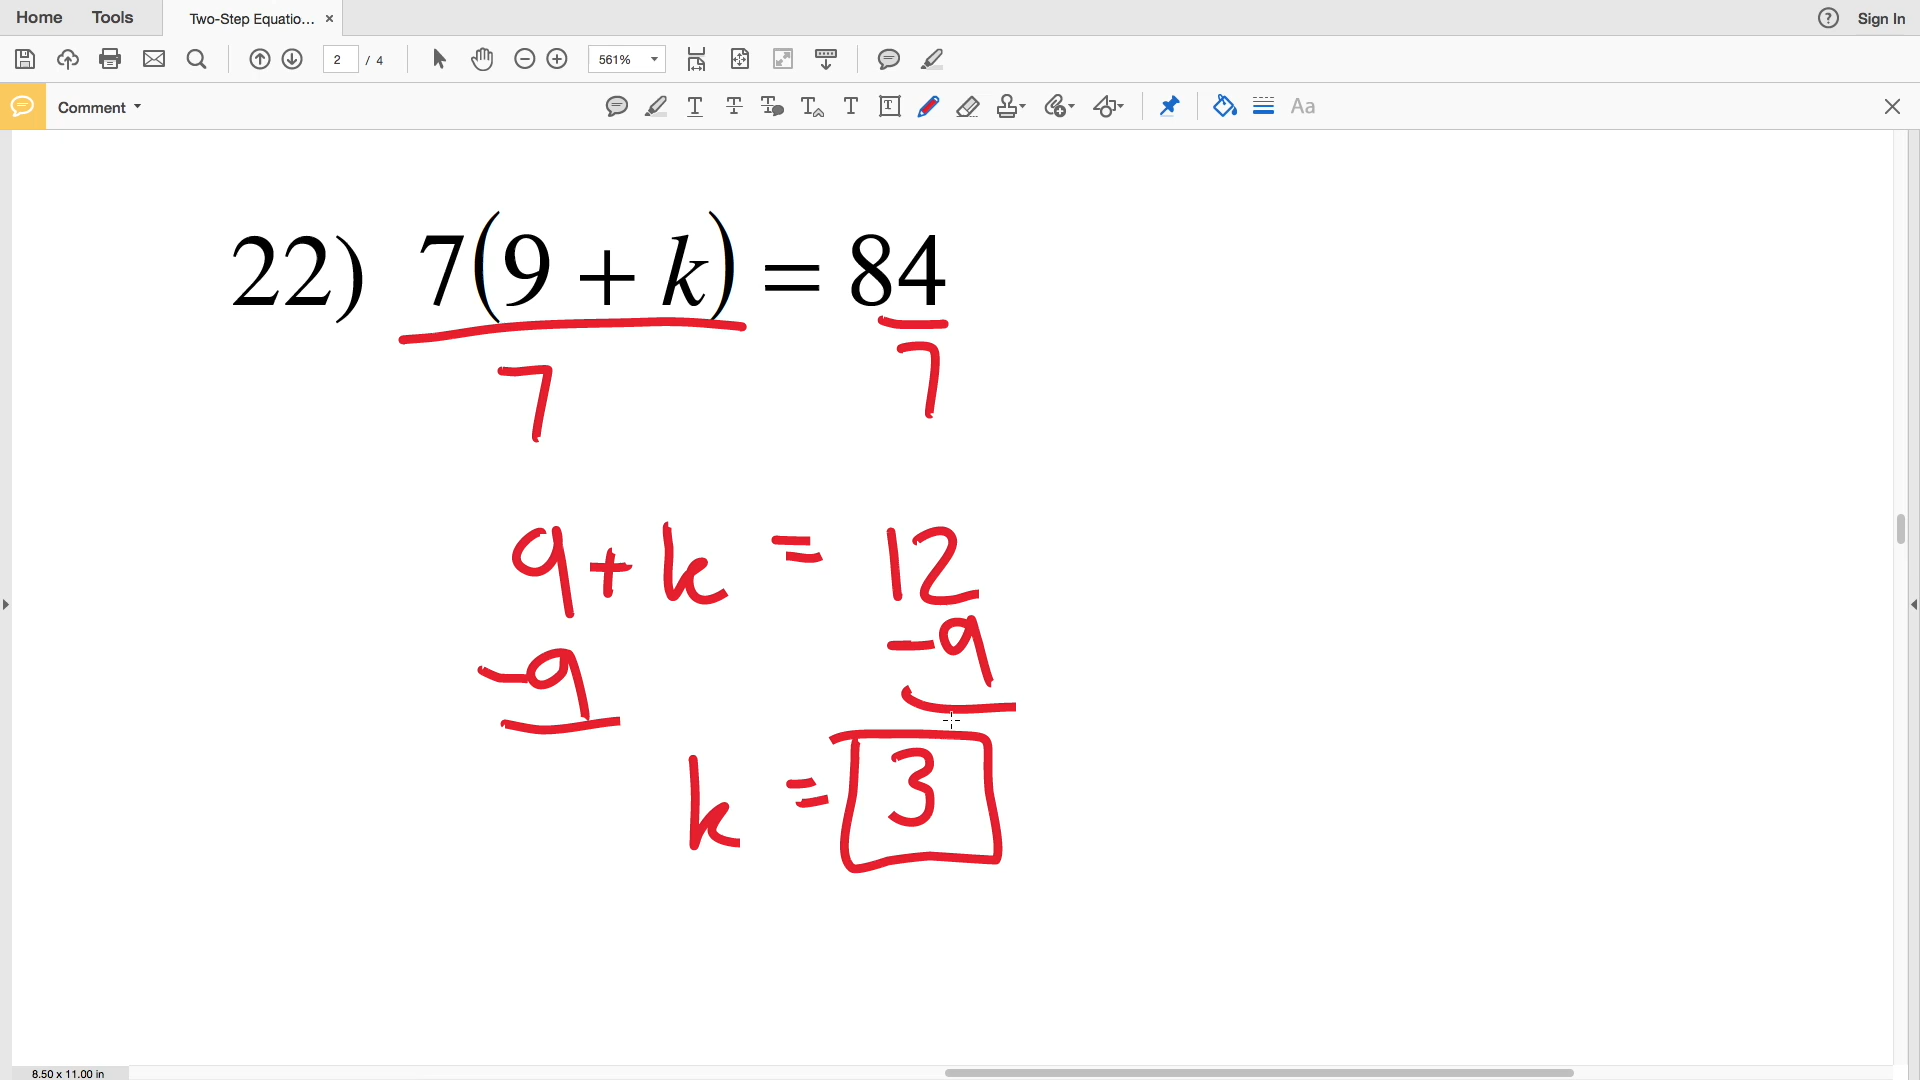 Home Tools Two-Step Equatio... × ? Sign In
2 / 4 561%
Comment T T T T T T Aa
22) 7(9 + k) = 84
7 7
9 + k = 12
-9 -9
k = 3
8.50 x 11.00 in